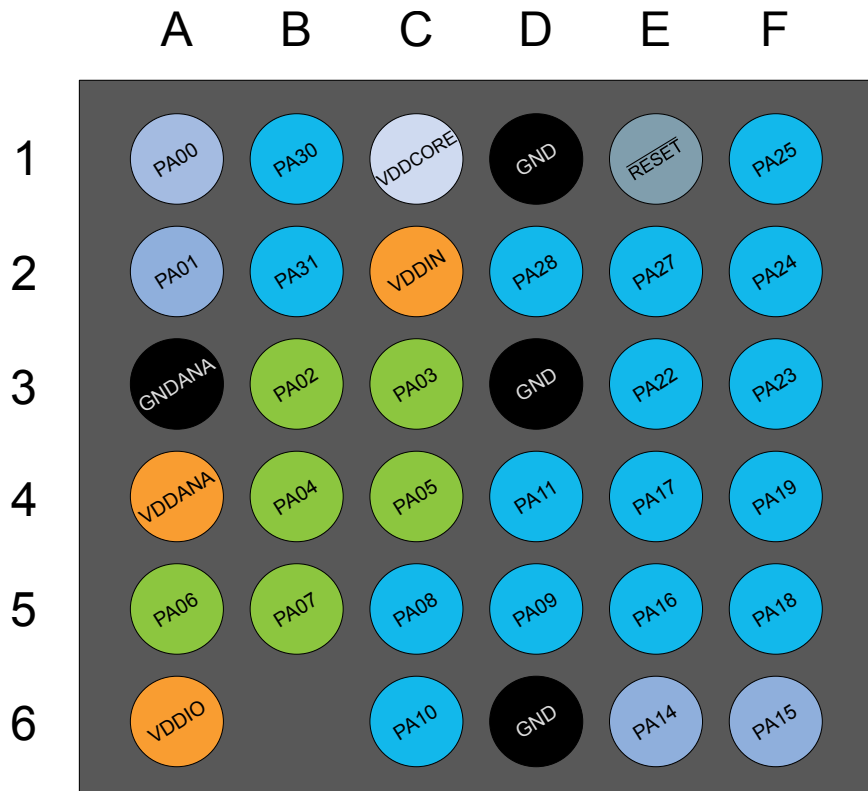 A B C D E F
1 PA00 PA30 VDDCORE GND RESET PA25
2 PA01 PA31 VDDIN PA28 PA27 PA24
3 GNDANA PA02 PA03 GND PA22 PA23
4 VDDANA PA04 PA05 PA11 PA17 PA19
5 PA06 PA07 PA08 PA09 PA16 PA18
6 VDDIO PA10 GND PA14 PA15